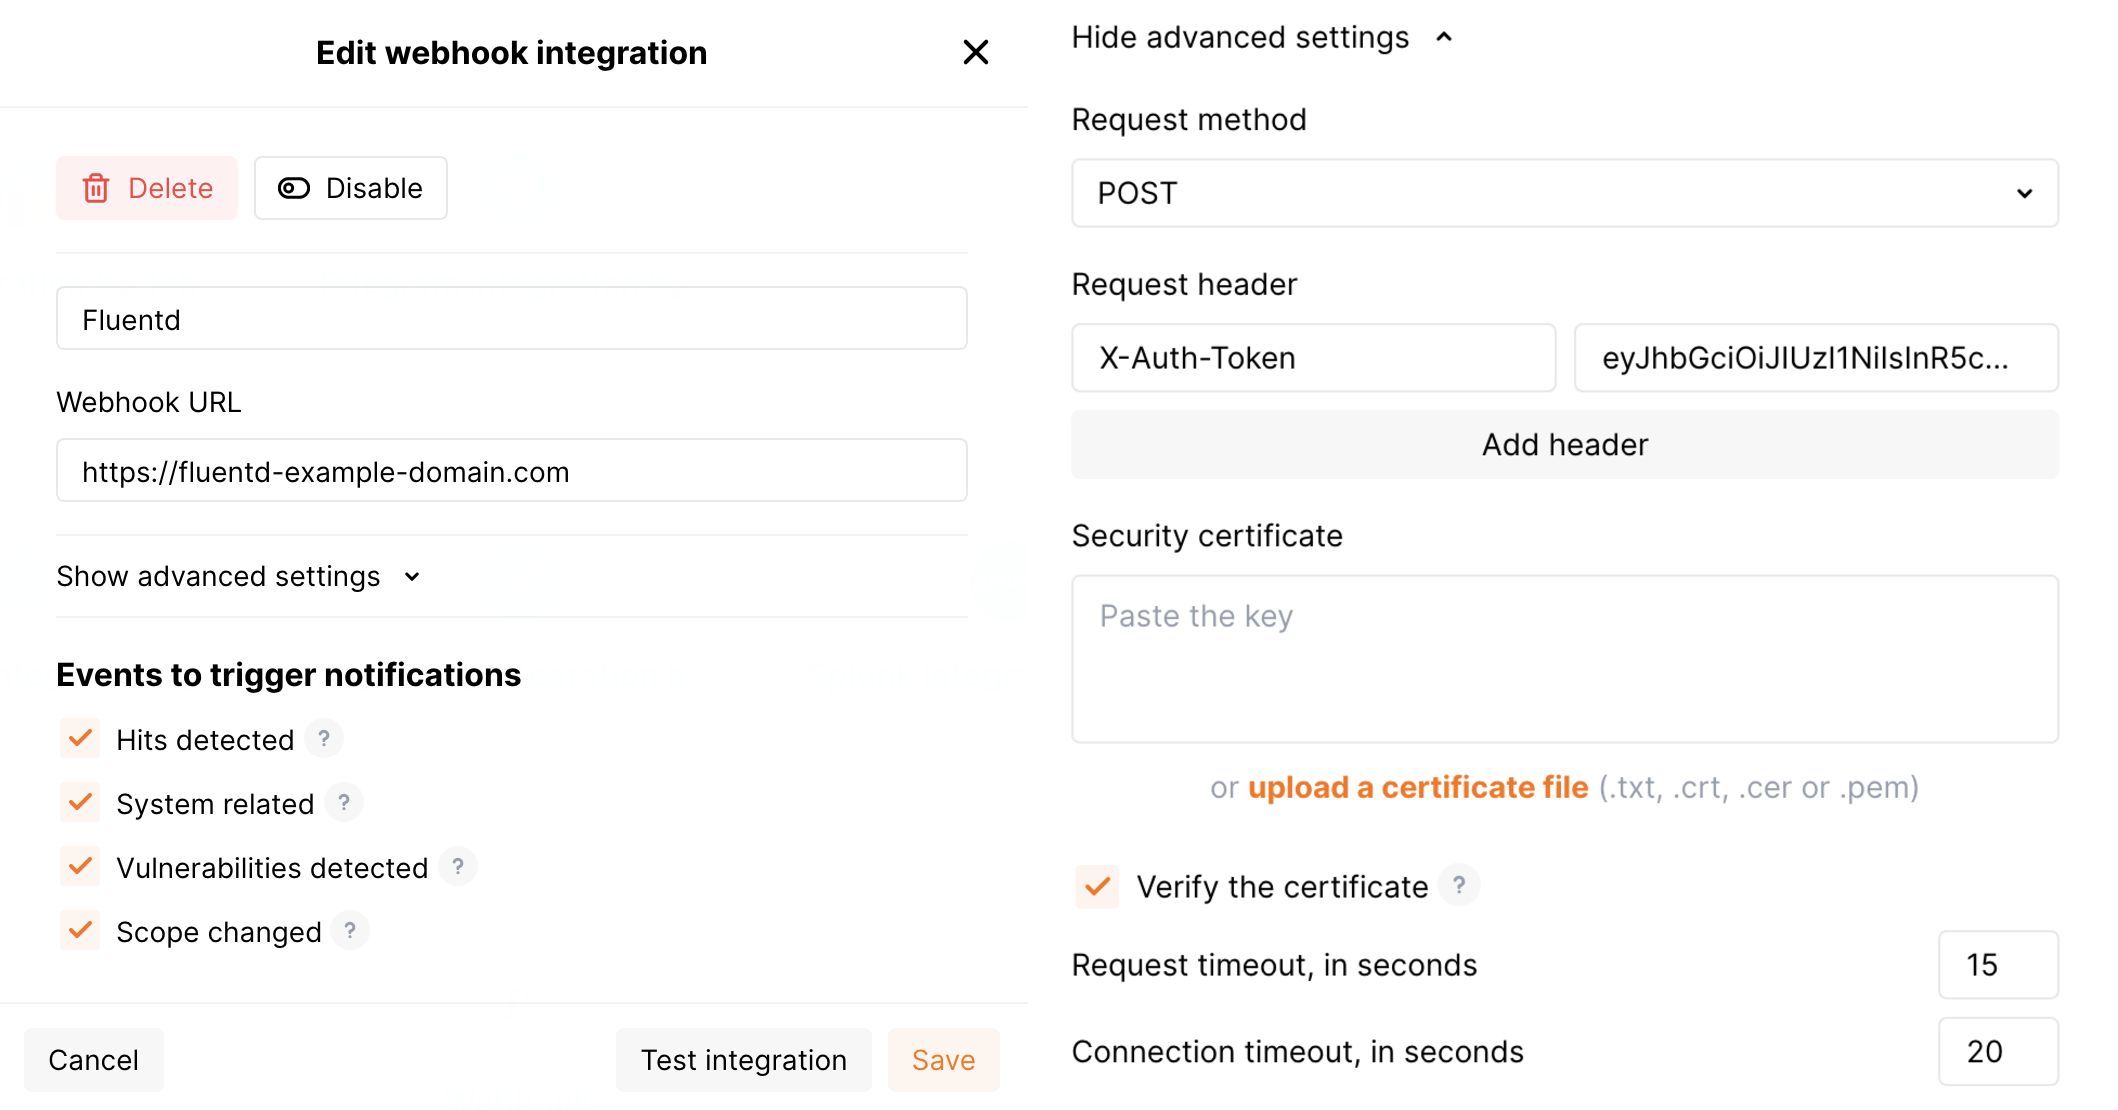 Edit webhook integration
Delete
Disable
Fluentd
Webhook URL
https://fluentd-example-domain.com
Show advanced settings
Events to trigger notifications
Hits detected ?
System related ?
Vulnerabilities detected ?
Scope changed ?
Cancel
Test integration
Save
Hide advanced settings
Request method
POST
Request header
X-Auth-Token
eyJhbGciOiJIUzI1NiIsInR5c...
Add header
Security certificate
Paste the key
or upload a certificate file (.txt, .crt, .cer or .pem)
Verify the certificate ?
Request timeout, in seconds
15
Connection timeout, in seconds
20